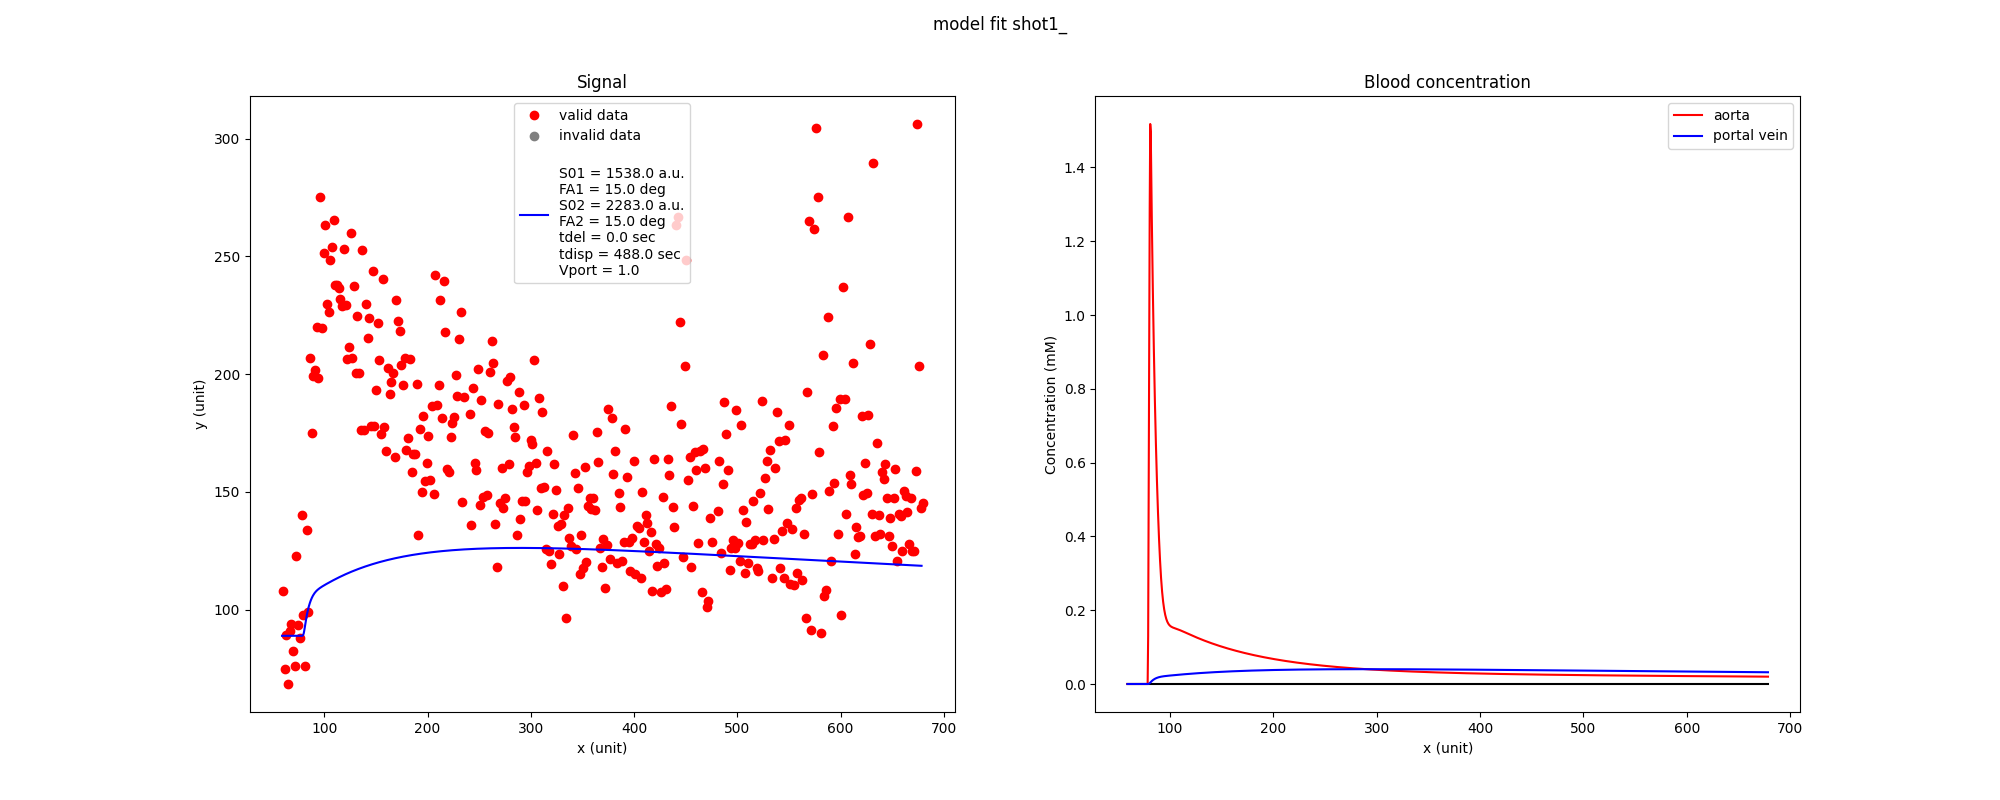 model fit shot1_
Signal
valid data
invalid data
S01 = 1538.0 a.u.
FA1 = 15.0 deg
S02 = 2283.0 a.u.
FA2 = 15.0 deg
tdel = 0.0 sec
tdisp = 488.0 sec
Vport = 1.0
y (unit)
300
250
200
150
100
100
200
300
400
500
600
700
x (unit)
Blood concentration
aorta
portal vein
Concentration (mM)
1.4
1.2
1.0
0.8
0.6
0.4
0.2
0.0
100
200
300
400
500
600
700
x (unit)